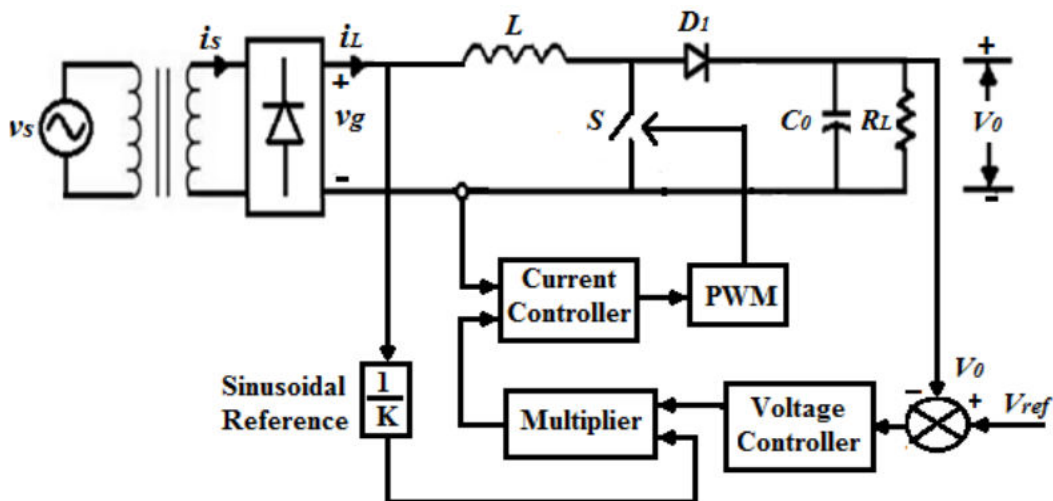 is
iL
L
D1
+
vs
vg
-
S
C0
RL
+
V0
-
Current
Controller
PWM
Sinusoidal
Reference
1
K
Multiplier
Voltage
Controller
V0
-
+
Vref